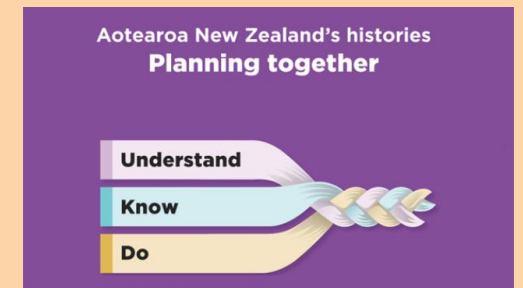 Aotearoa New Zealand's histories
Planning together
Understand
Know
Do